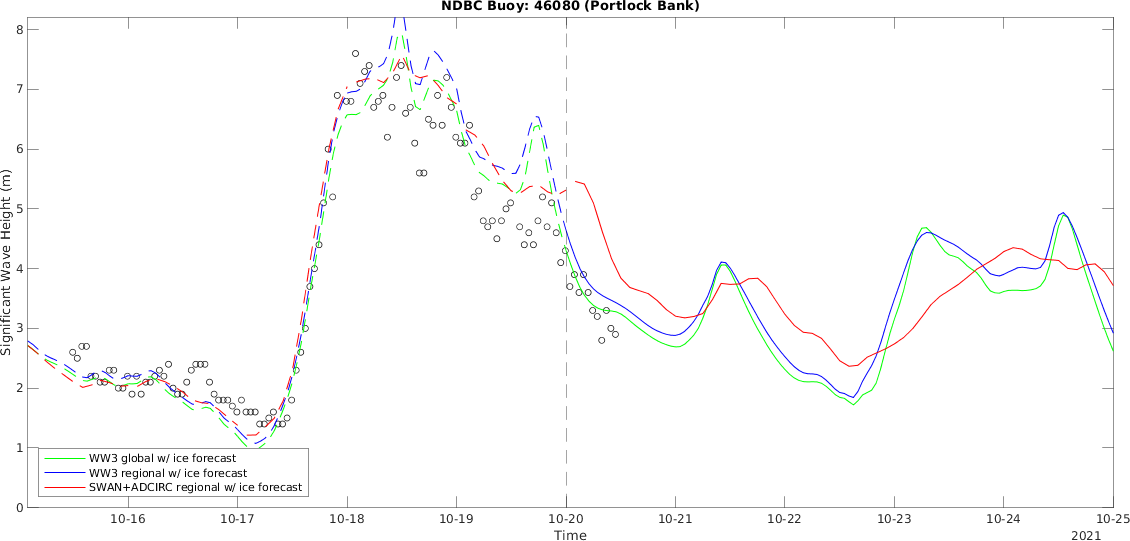 NDBC Buoy: 46080 (Portlock Bank)
Significant Wave Height (m)
8
7
6
5
4
3
2
1
0
WW3 global w/ ice forecast
WW3 regional w/ ice forecast
SWAN+ADCIRC regional w/ ice forecast
10-16 10-17 10-18 10-19 10-20 10-21 10-22 10-23 10-24 10-25
Time
2021